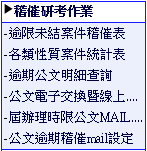 ▶稽催研考作業
-逾限未結案件稽催表
-各類性質案件統計表
-逾期公文明細查詢
-公文電子交換暨線上....
-屆辦理時限公文MAIL.....
-公文逾期稽催mail設定